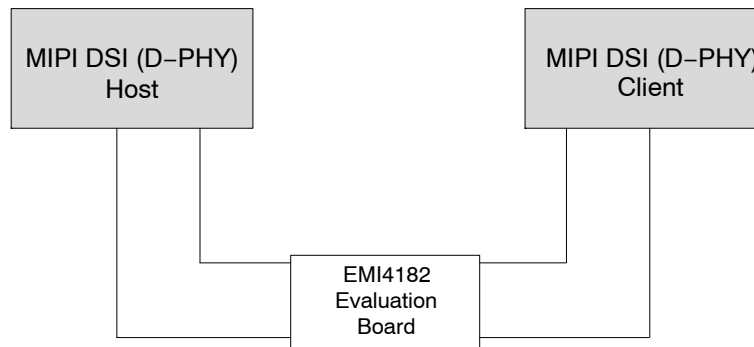 MIPI DSI (D−PHY)
Host
MIPI DSI (D−PHY)
Client
EMI4182
Evaluation
Board